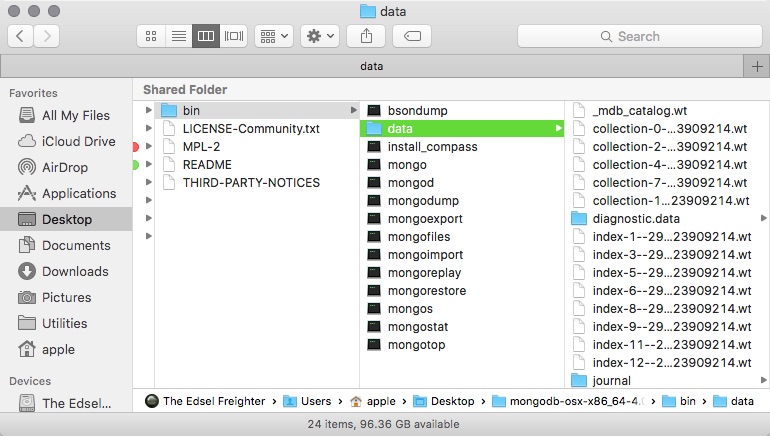 data
Search
data
Favorites
All My Files
iCloud Drive
AirDrop
Applications
Desktop
Documents
Downloads
Pictures
Utilities
apple
Devices
The Edsel...
Shared Folder
bin
LICENSE-Community.txt
MPL-2
README
THIRD-PARTY-NOTICES
bsondump
data
install_compass
mongo
mongod
mongodump
mongoexport
mongofiles
mongoimport
mongoreplay
mongorestore
mongos
mongostat
mongotop
_mdb_catalog.wt
collection-0-...3909214.wt
collection-2-...3909214.wt
collection-4-...3909214.wt
collection-7-...3909214.wt
collection-1...23909214.wt
diagnostic.data
index-1--29...23909214.wt
index-3--29...23909214.wt
index-5--29...23909214.wt
index-6--29...23909214.wt
index-8--29...23909214.wt
index-9--29...23909214.wt
index-11--2...23909214.wt
index-12--2...23909214.wt
journal
The Edsel Freighter Users apple Desktop mongodb-osx-x86_64-4. bin data
24 items, 96.36 GB available